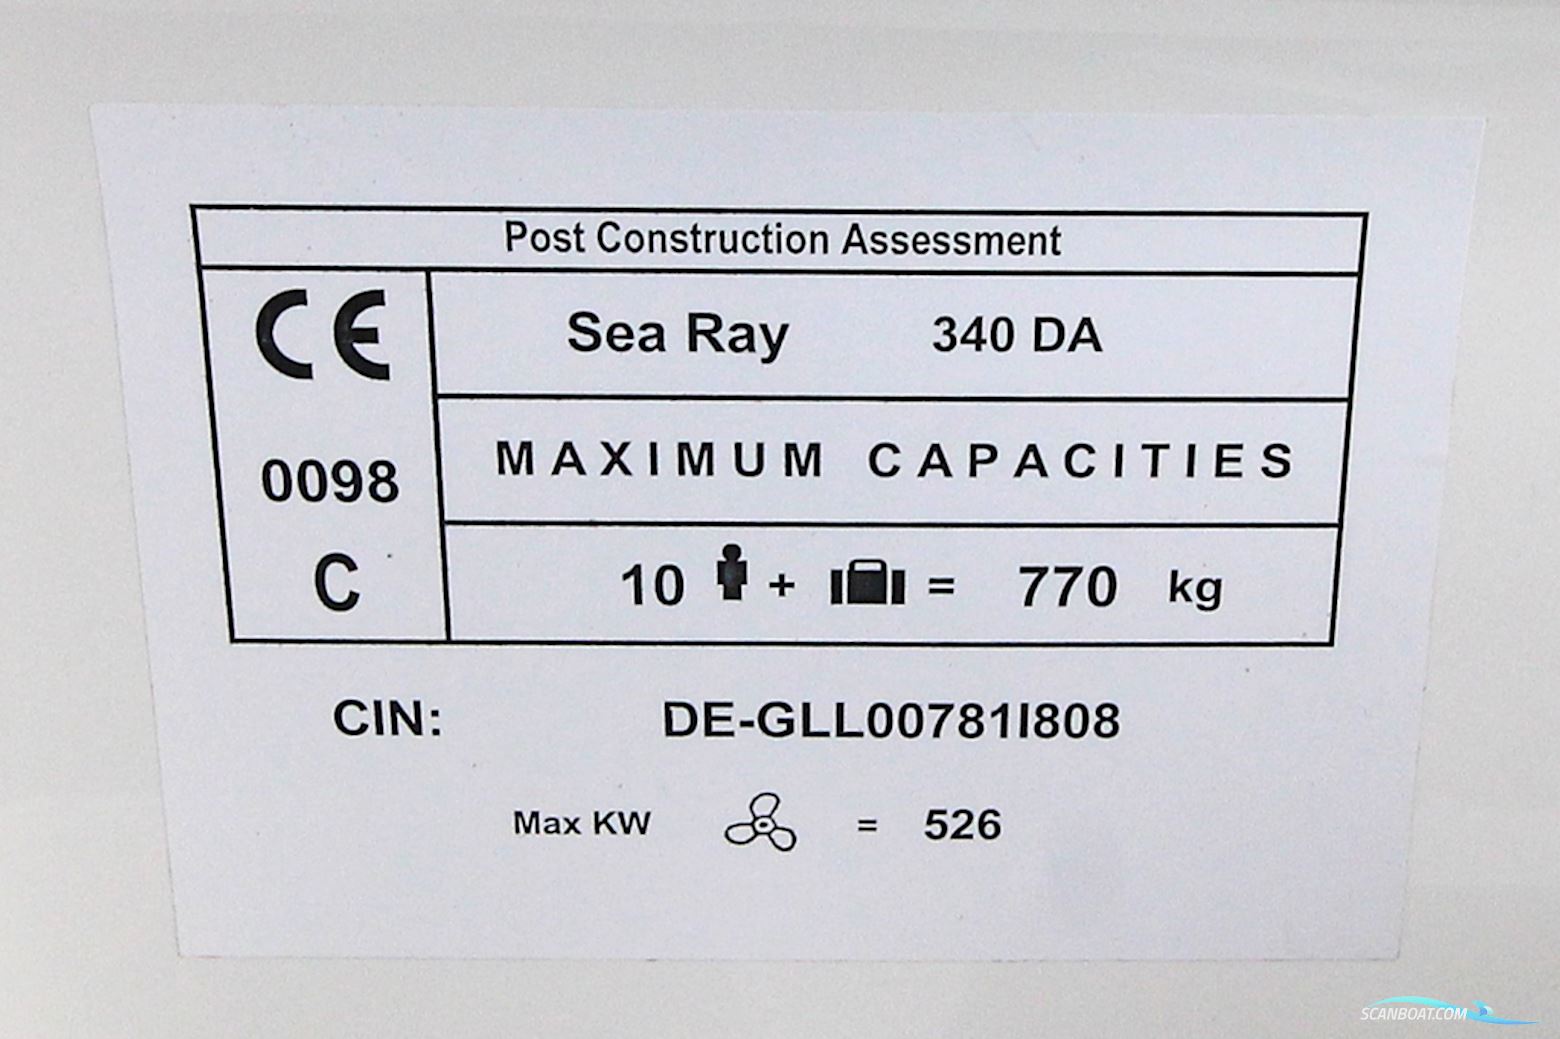 Post Construction Assessment
CE
Sea Ray 340 DA
MAXIMUM CAPACITIES
0098
C
10 + = 770 kg
CIN: DE-GLL00781I808
Max KW = 526
SCANBOAT.COM